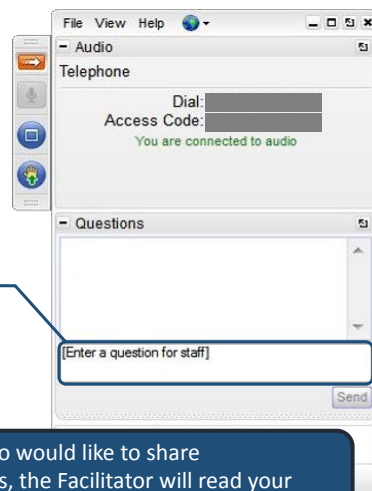 File View Help
Audio
Telephone
Dial:
Access Code:
You are connected to audio
Questions
[Enter a question for staff]
Send
o would like to share
s, the Facilitator will read your